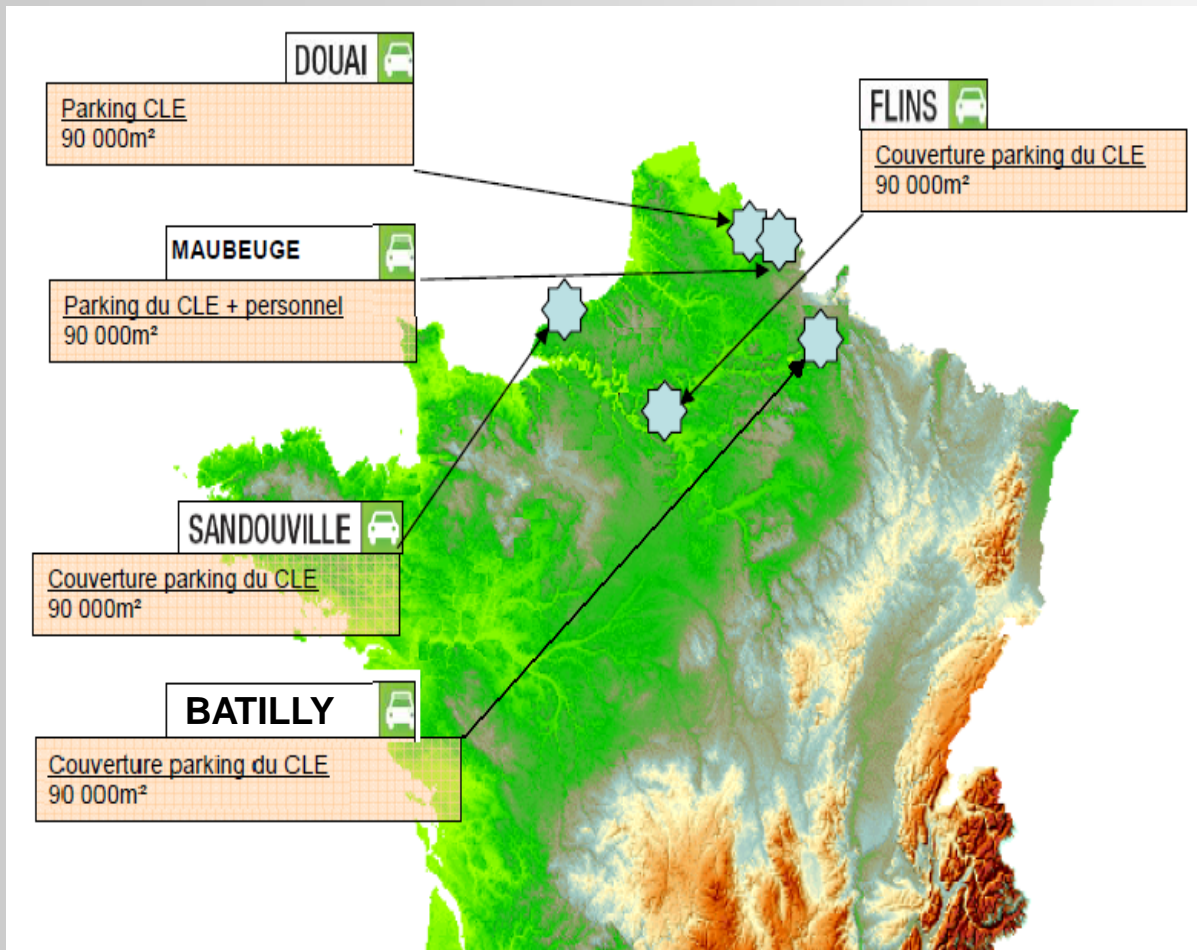 DOUAI
Parking CLE
90 000m²
FLINS
Couverture parking du CLE
90 000m²
MAUBEUGE
Parking du CLE + personnel
90 000m²
SANDOUVILLE
Couverture parking du CLE
90 000m²
BATILLY
Couverture parking du CLE
90 000m²